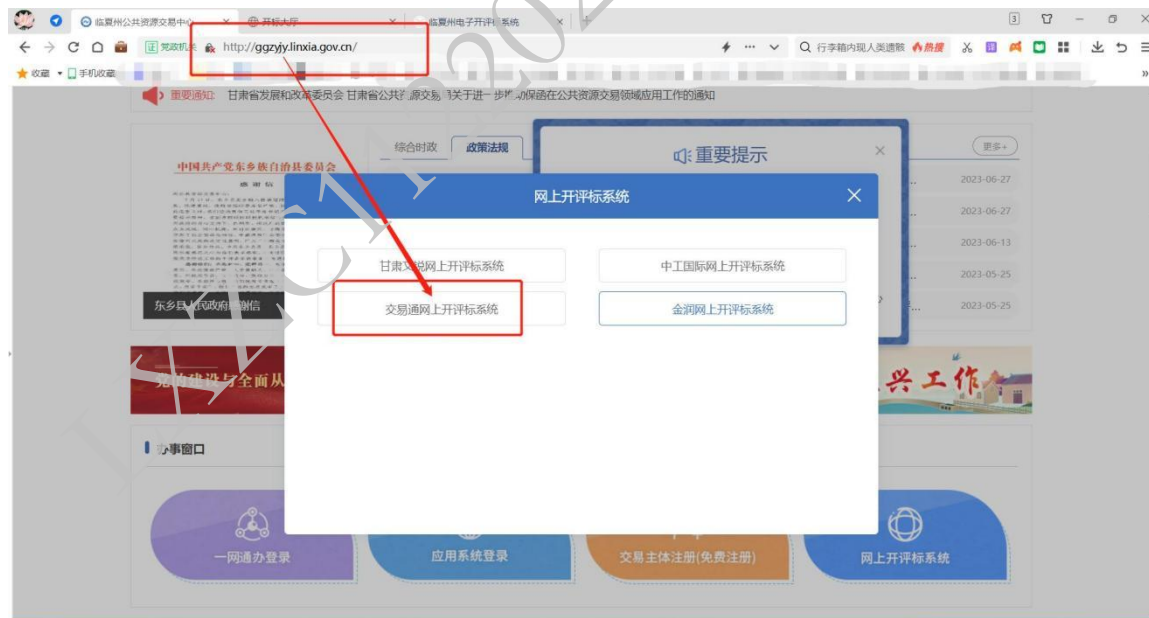 临夏州公共资源交易中心
开标大厅
临夏州电子开评标系统
3
党政机关
http://ggzyjy.linxia.gov.cn/
行李箱内现人类遗骸
热搜
收藏
手机收藏
重要通知:
甘肃省发展和改革委员会 甘肃省公共资源交易
关于进一步推动保函在公共资源交易领域应用工作的通知
综合时政
政策法规
重要提示
更多+
中国共产党东乡族自治县委员会
感谢信
2023-06-27
2023-06-27
2023-06-13
2023-05-25
2023-05-25
东乡县人民政府感谢信
网上开评标系统
甘肃文锐网上开评标系统
中工国际网上开评标系统
交易通网上开评标系统
金润网上开评标系统
党的建设与全面从
兴工作
办事窗口
一网通办登录
应用系统登录
交易主体注册(免费注册)
网上开评标系统